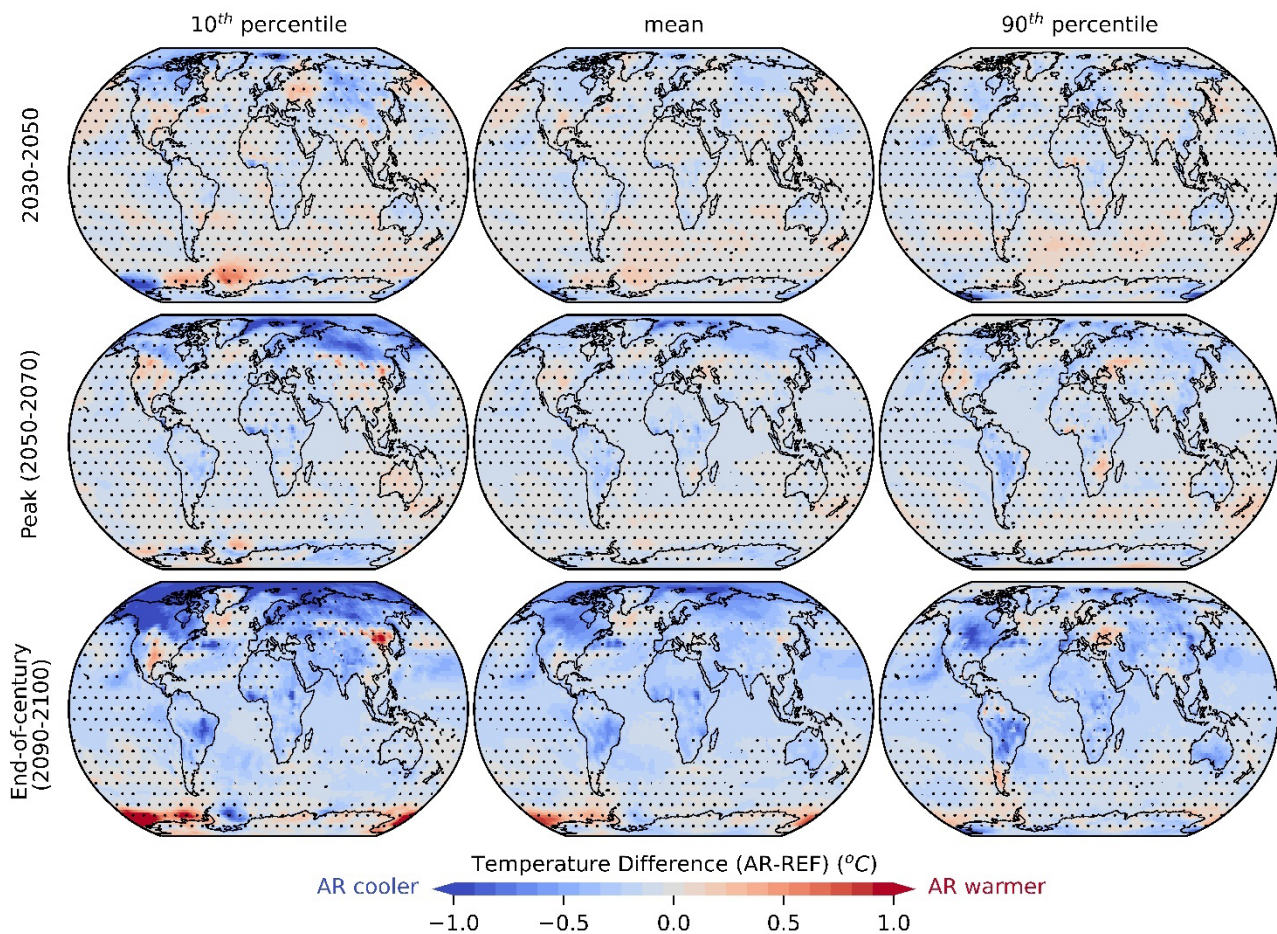 10th percentile
mean
90th percentile
2030-2050
Peak (2050-2070)
End-of-century
(2090-2100)
Temperature Difference (AR-REF) (°C)
AR cooler
AR warmer
−1.0
−0.5
0.0
0.5
1.0